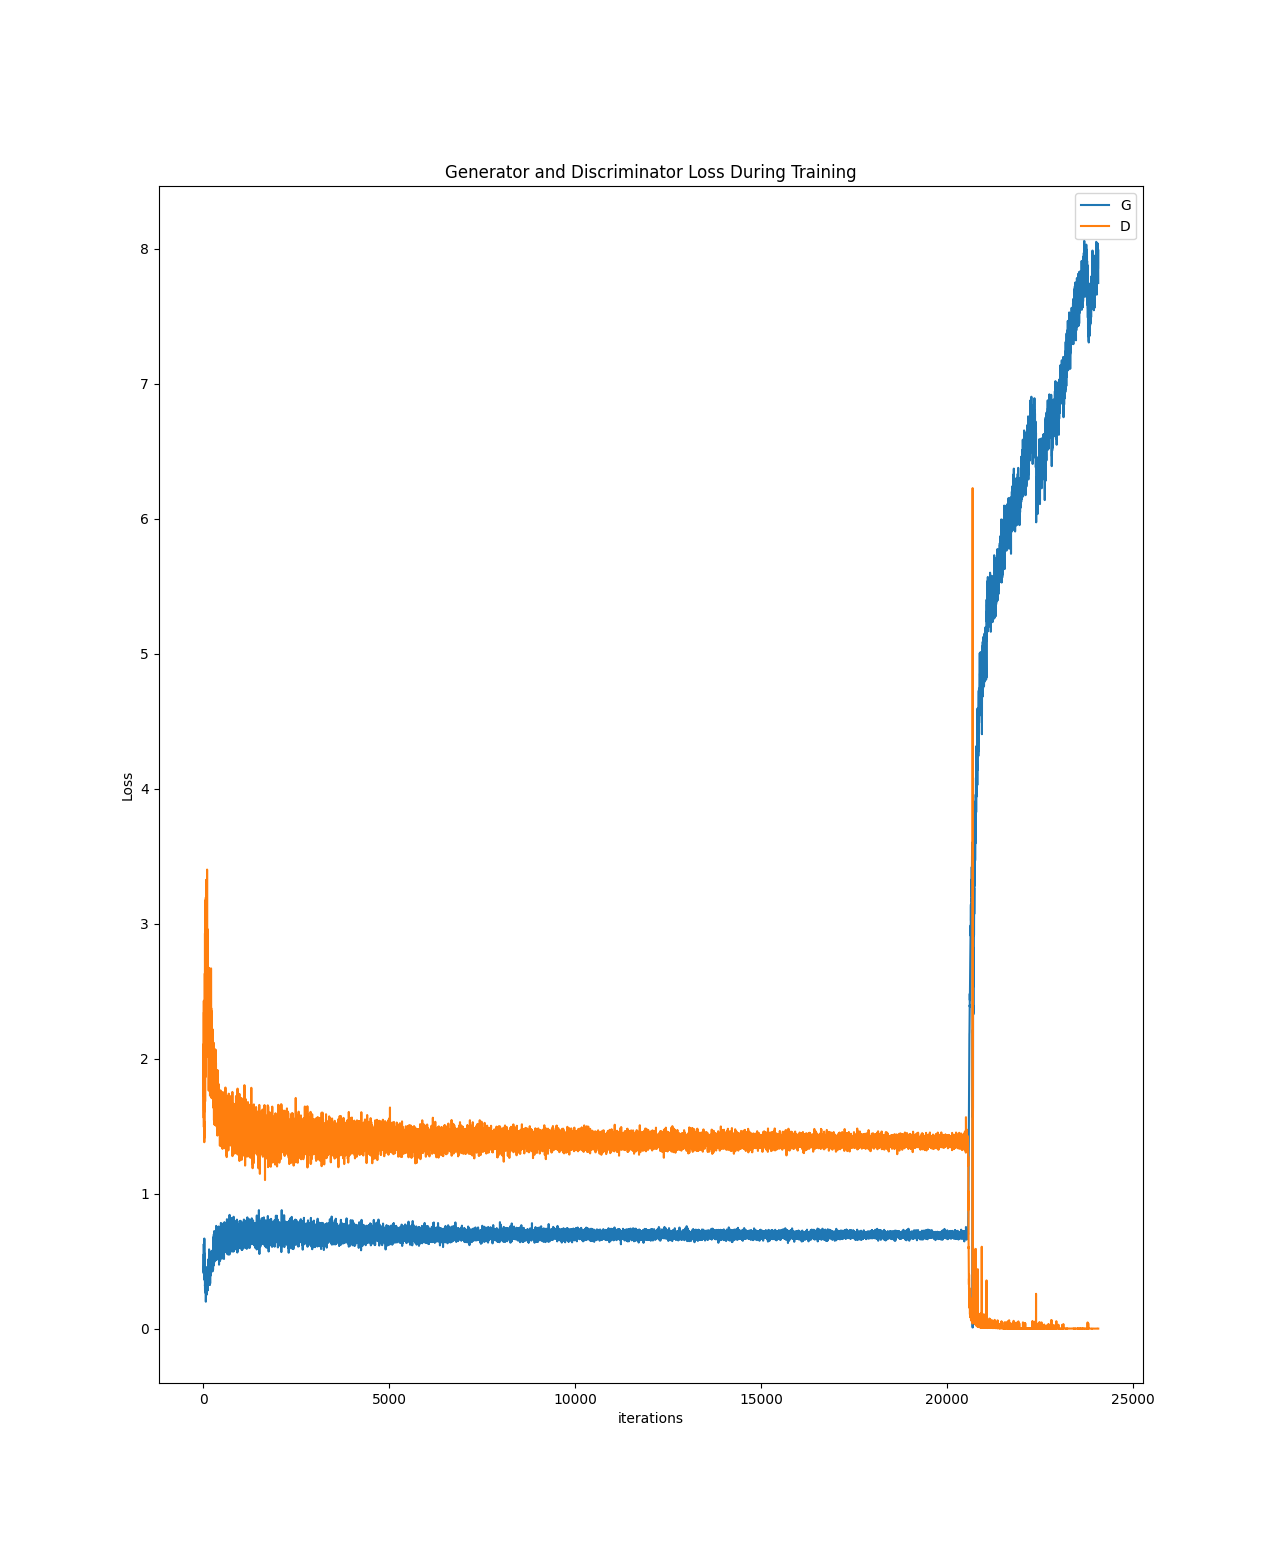 Generator and Discriminator Loss During Training
G
D
8
7
6
5
4
3
2
1
0
Loss
0 5000 10000 15000 20000 25000
iterations